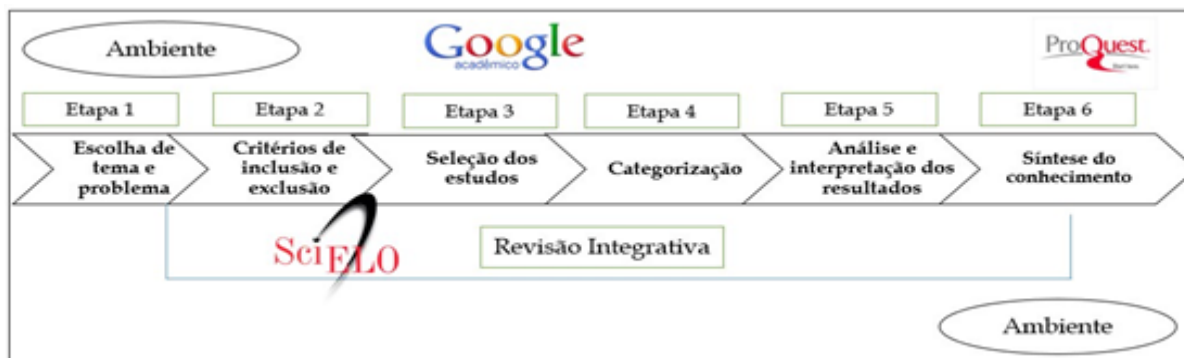 Ambiente
Google
acadêmico
ProQuest.
Etapa 1
Etapa 2
Etapa 3
Etapa 4
Etapa 5
Etapa 6
Escolha de
tema e
problema
Critérios de
inclusão e
exclusão
Seleção dos
estudos
Categorização
Análise e
interpretação dos
resultados
Síntese do
conhecimento
SciELO
Revisão Integrativa
Ambiente